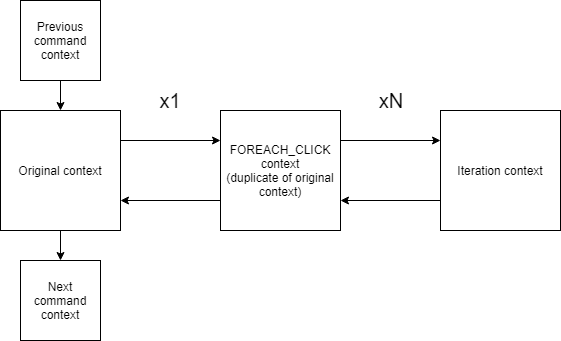 Previous
command
context
x1
xN
Original context
FOREACH_CLICK
context
(duplicate of original
context)
Iteration context
Next
command
context